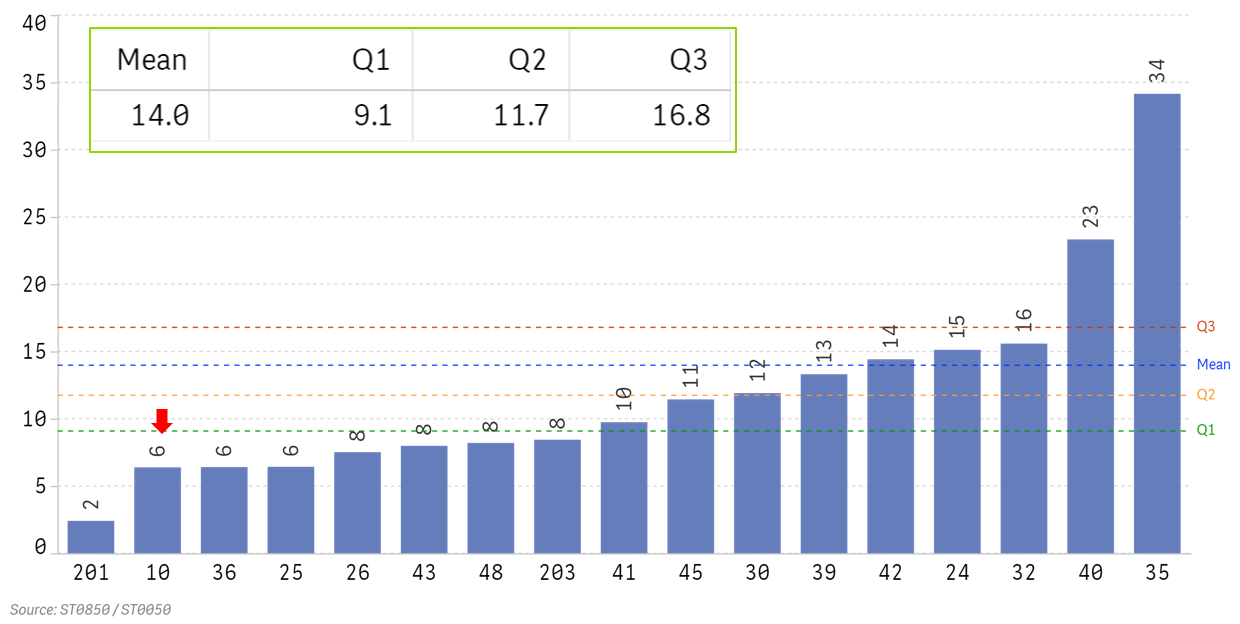 40
35
30
25
20
15
10
5
0
Mean Q1 Q2 Q3
14.0 9.1 11.7 16.8
2 6 6 6 8 8 8 8 10 11 12 13 14 15 16 23 34
Q3
Mean
Q2
Q1
201 10 36 25 26 43 48 203 41 45 30 39 42 24 32 40 35
Source: ST0850 / ST0050